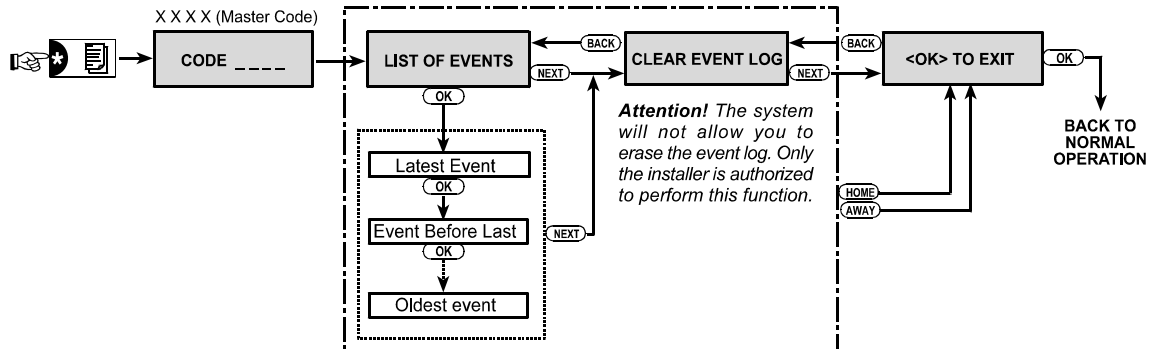 X X X X (Master Code)
*
CODE _ _ _ _
LIST OF EVENTS
BACK
NEXT
CLEAR EVENT LOG
BACK
NEXT
<OK> TO EXIT
OK
BACK TO
NORMAL
OPERATION
Attention! The system
will not allow you to
erase the event log. Only
the installer is authorized
to perform this function.
HOME
AWAY
OK
Latest Event
OK
Event Before Last
OK
Oldest event
NEXT